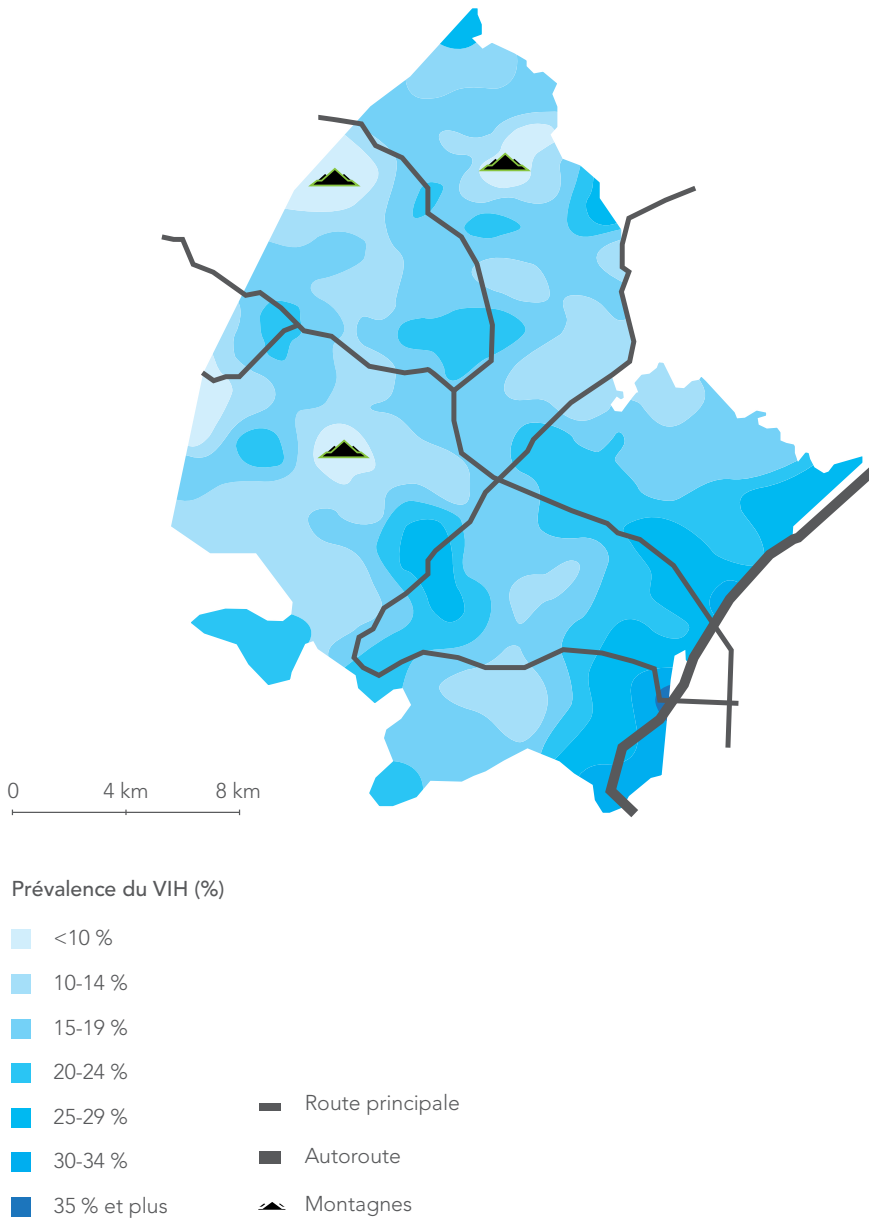 0 4 km 8 km
Prévalence du VIH (%)
<10 %
10-14 %
15-19 %
20-24 %
25-29 %
30-34 %
35 % et plus
Route principale
Autoroute
Montagnes